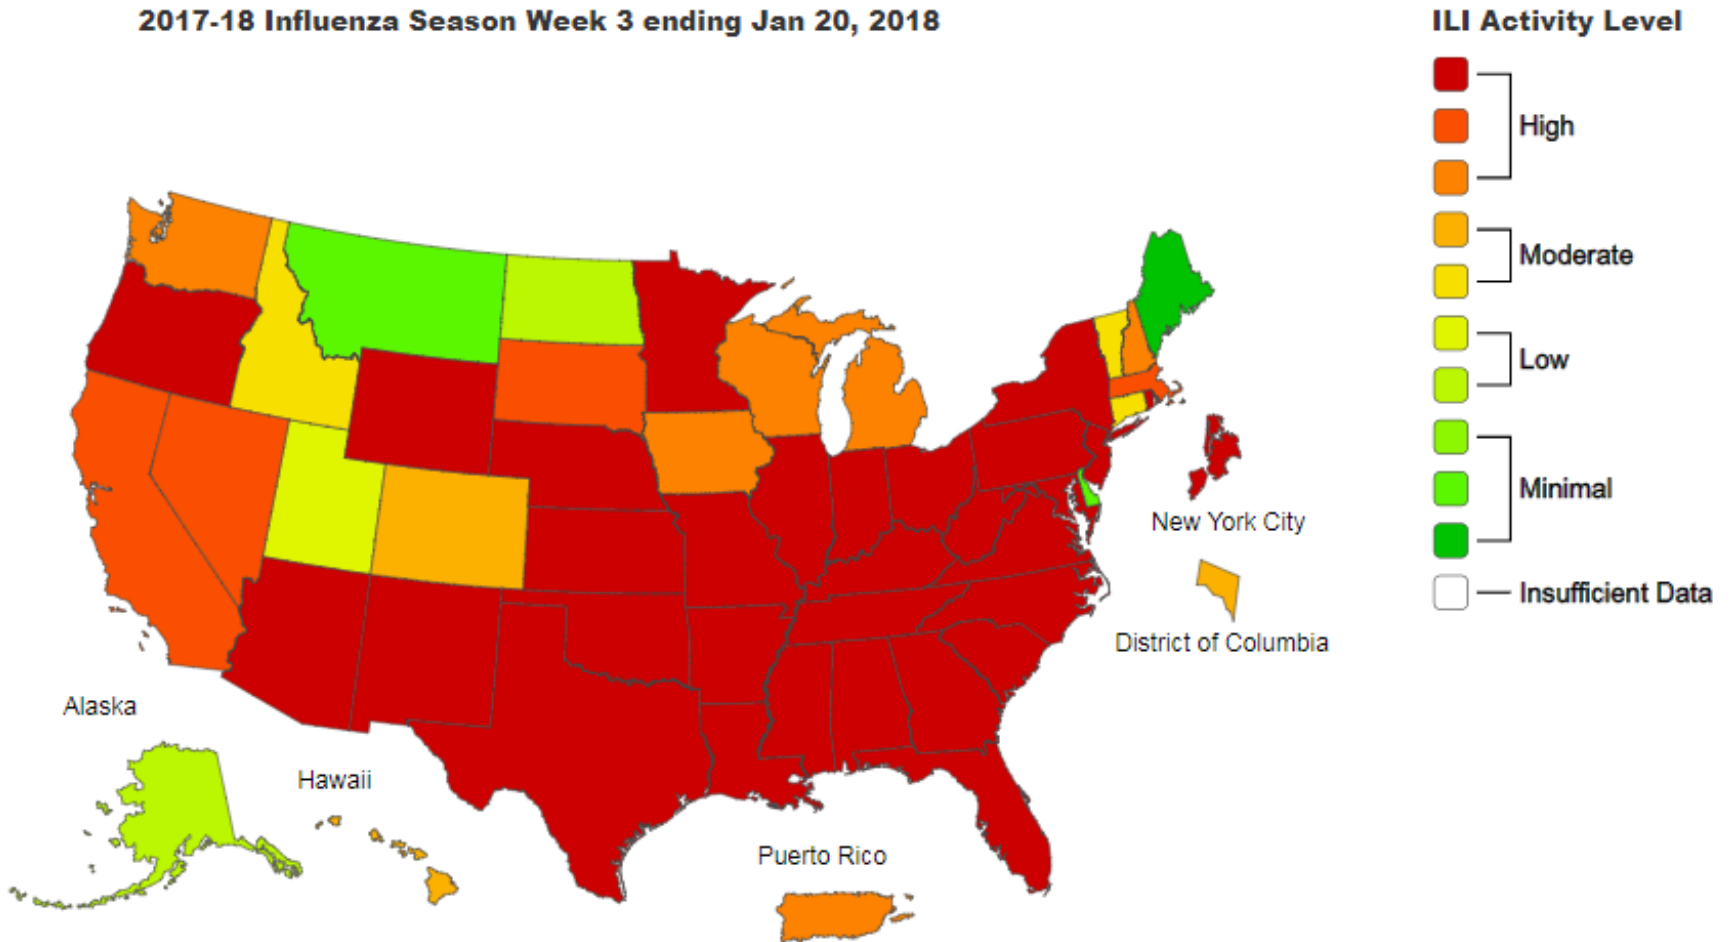 2017-18 Influenza Season Week 3 ending Jan 20, 2018
ILI Activity Level
High
Moderate
Low
Minimal
Insufficient Data
New York City
District of Columbia
Alaska
Hawaii
Puerto Rico